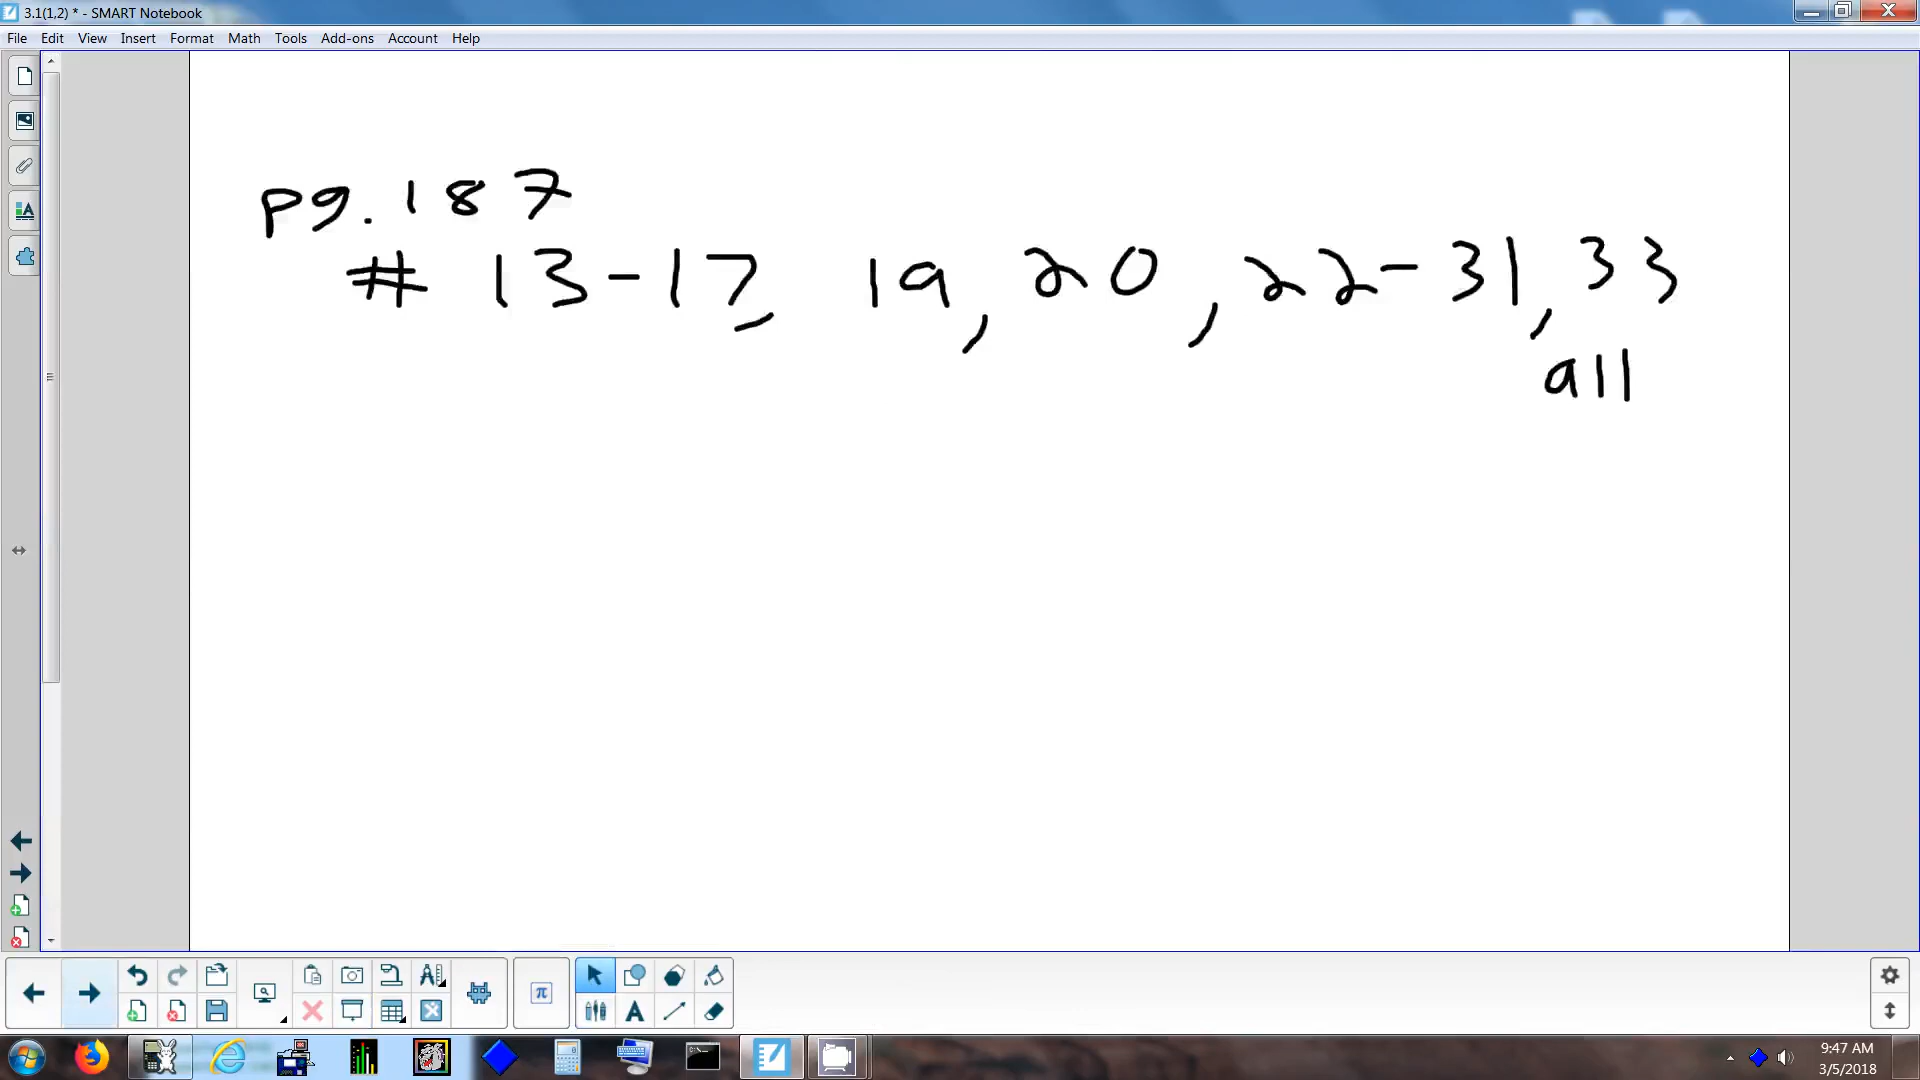 3.1(1,2) * - SMART Notebook
File Edit View Insert Format Math Tools Add-ons Account Help
pg. 187
# 13-17, 19, 20, 22-31, 33
all
π
A
9:47 AM
3/5/2018